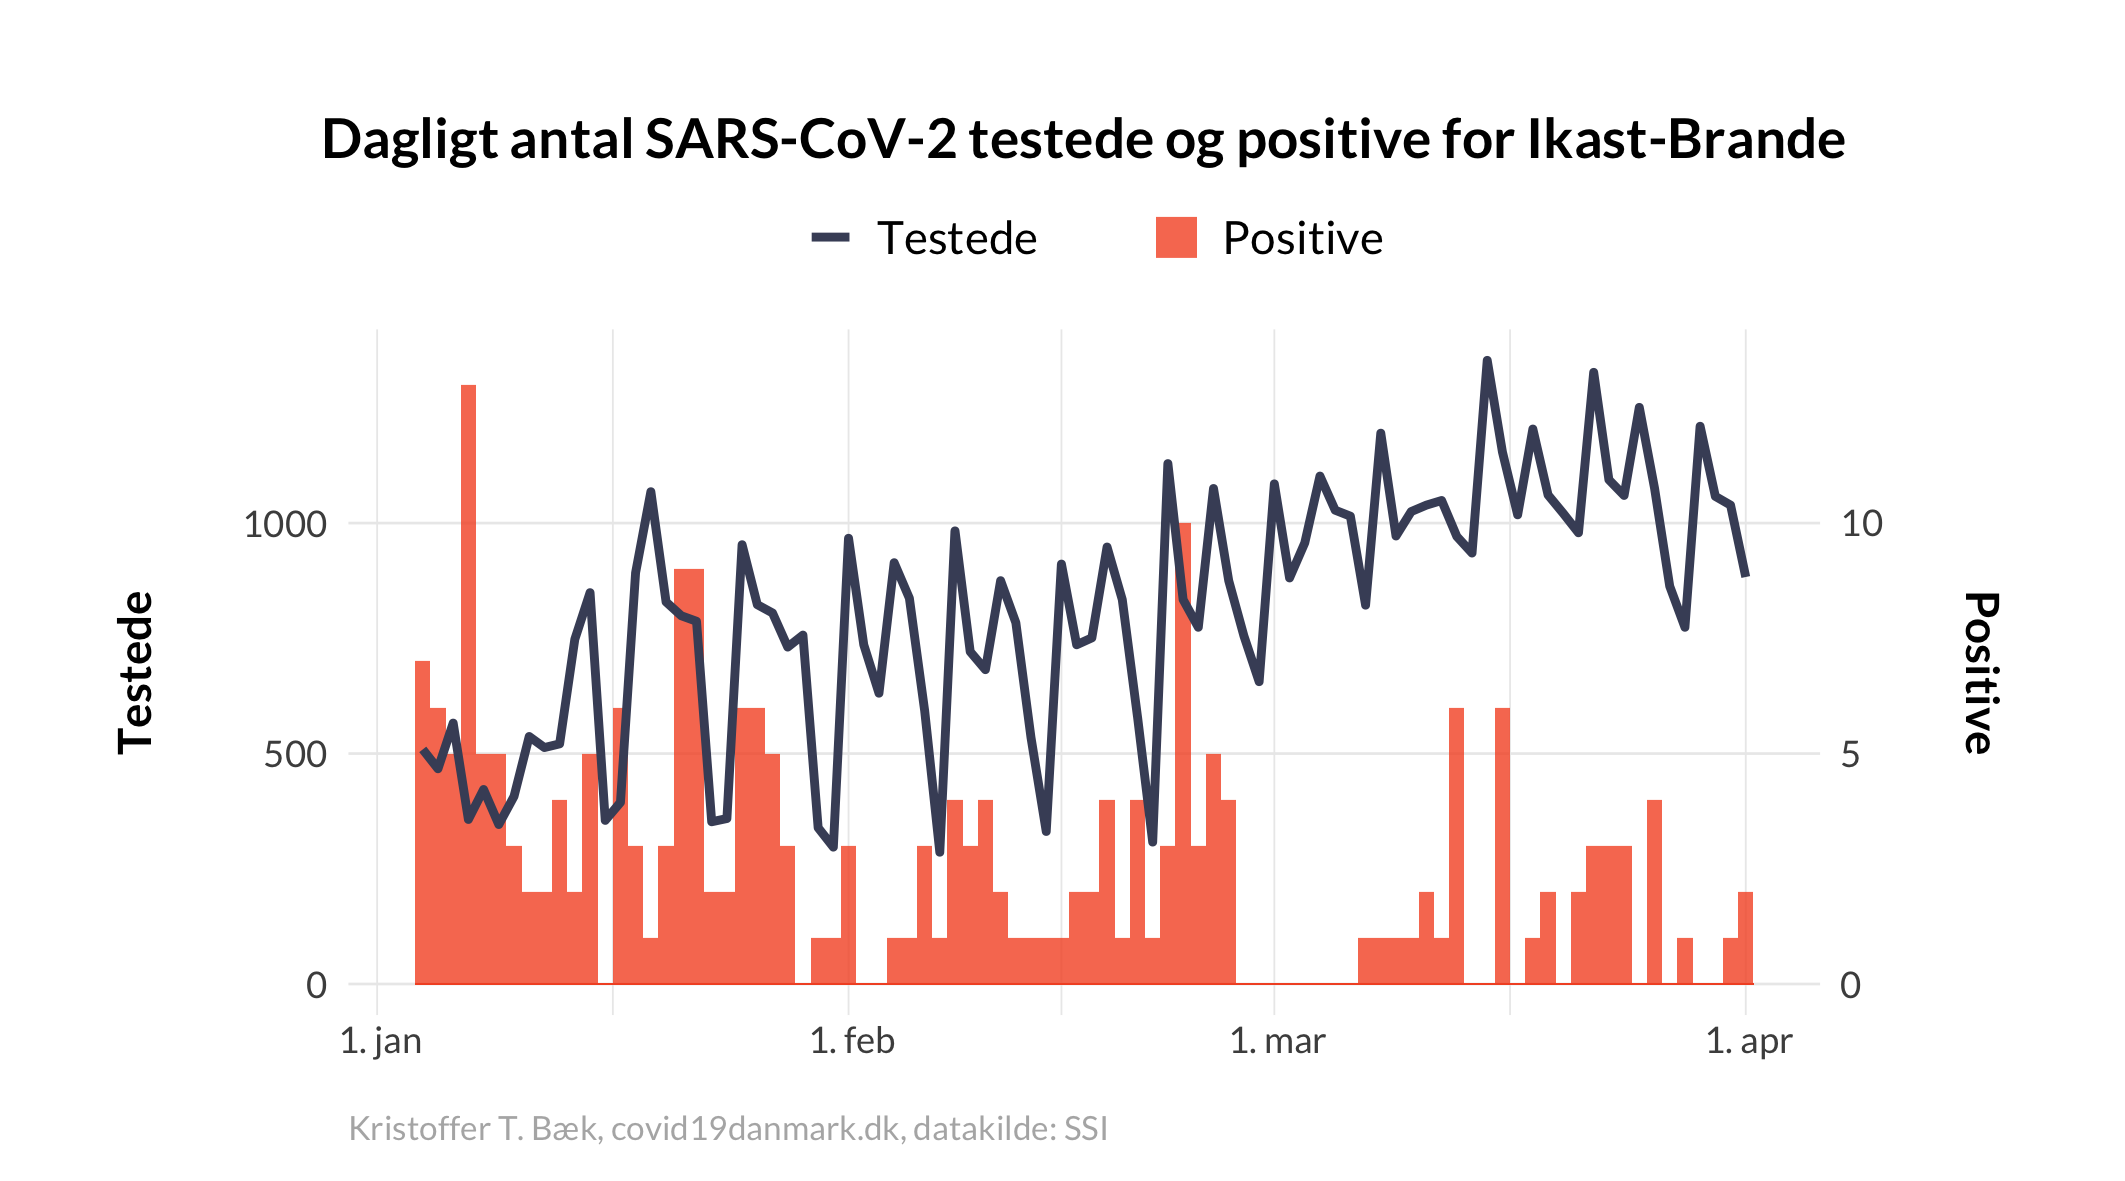 Dagligt antal SARS-CoV-2 testede og positive for Ikast-Brande
Testede
Positive
Testede
1000
500
0
10
5
0
Positive
1. jan
1. feb
1. mar
1. apr
Kristoffer T. Bæk, covid19danmark.dk, datakilde: SSI